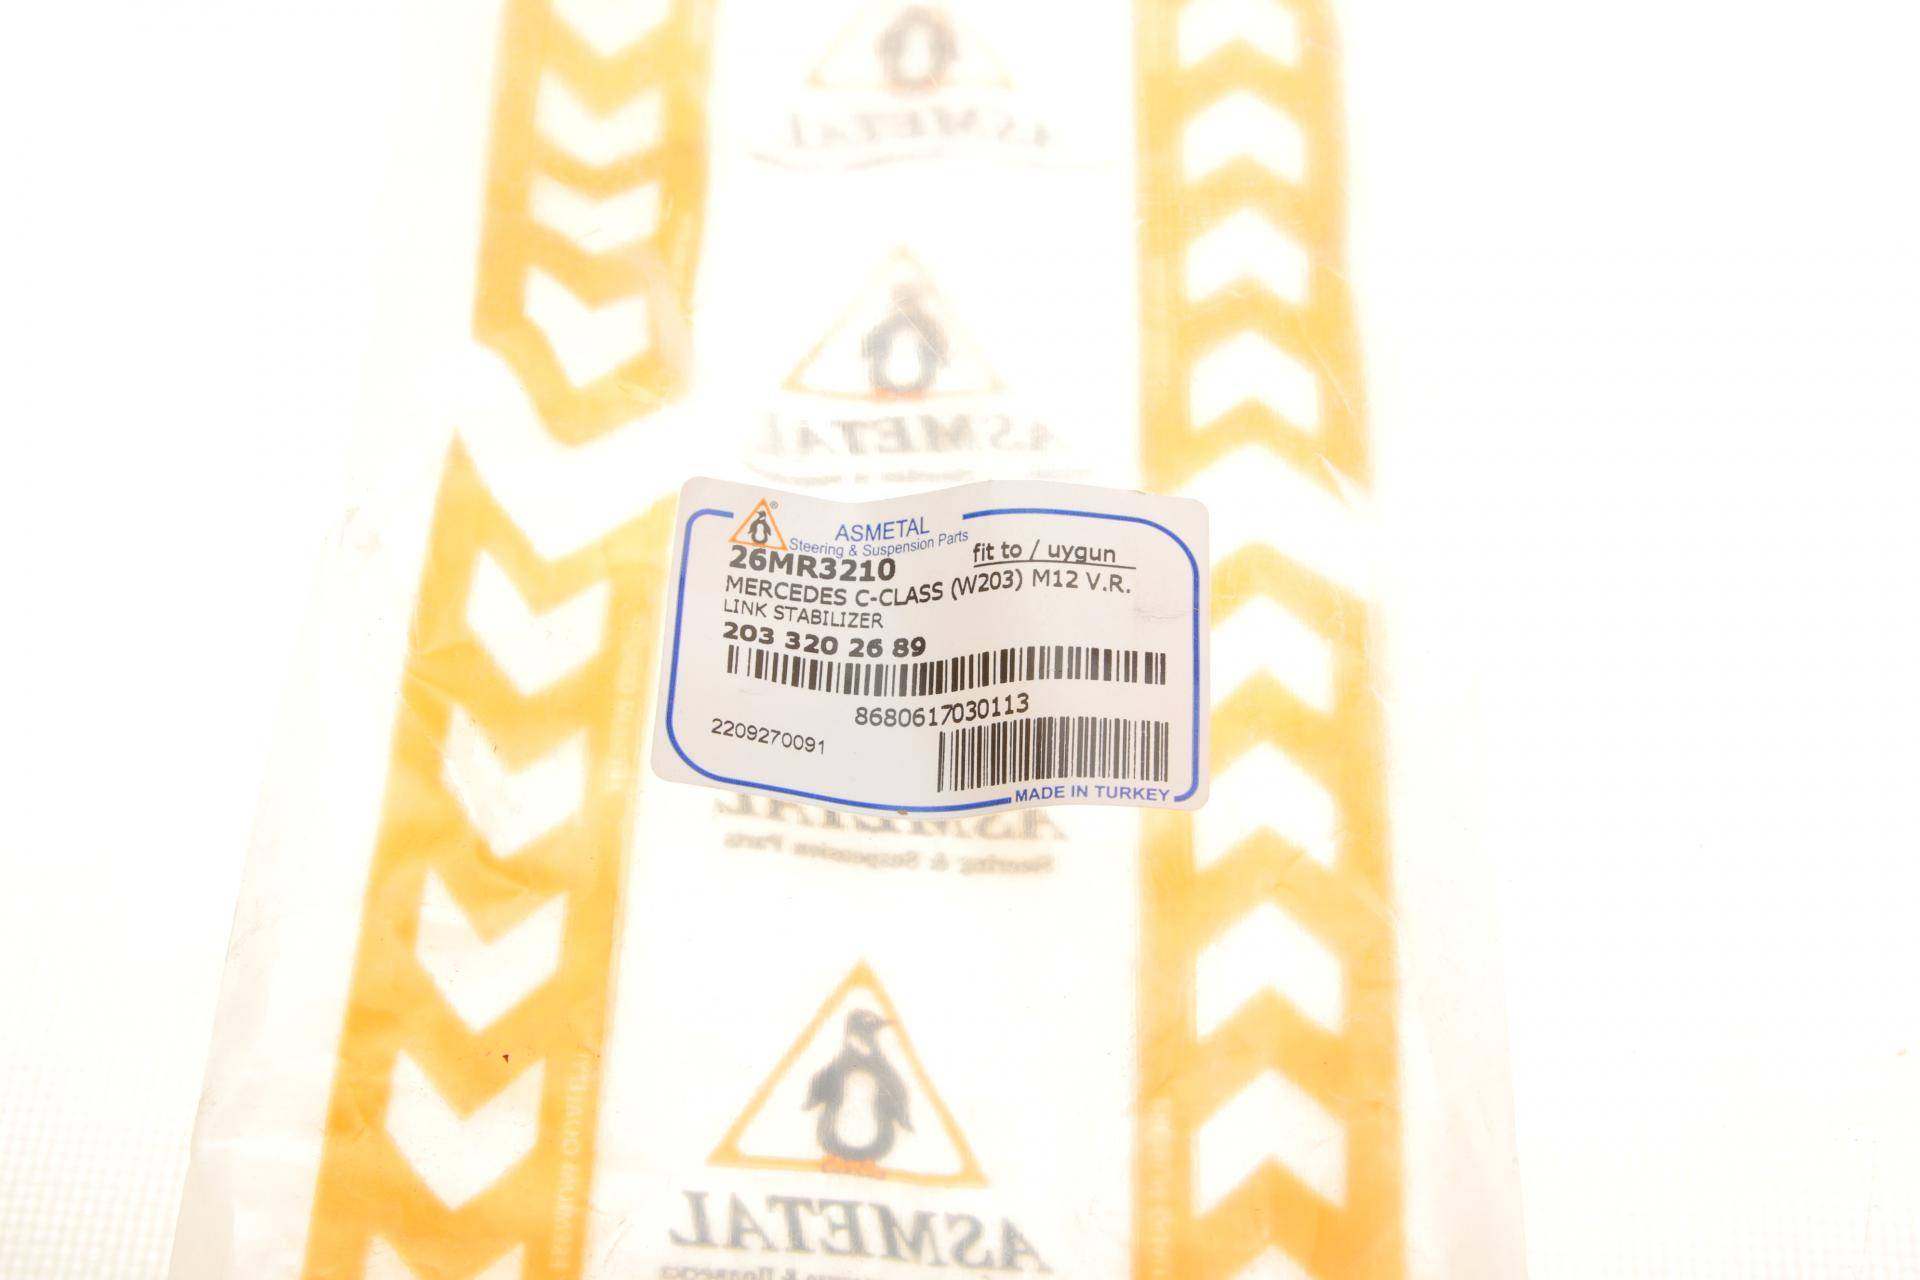 ASMETAL
ASMETAL
ASMETAL
Steering & Suspension Parts
fit to / uygun
26MR3210
MERCEDES C-CLASS (W203) M12 V.R.
LINK STABILIZER
203 320 26 89
8680617030113
2209270091
MADE IN TURKEY
ASMETAL
Steering & Suspension Parts
ASMETAL